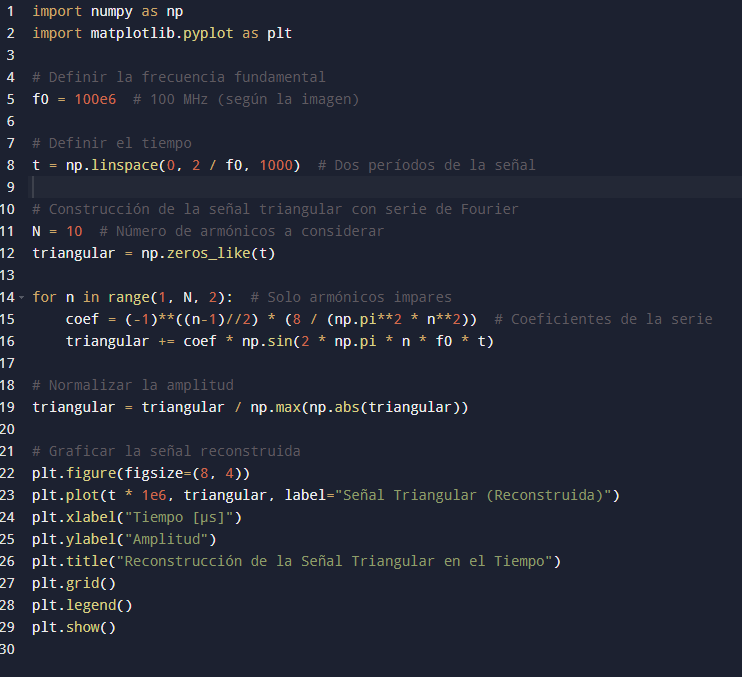 1 import numpy as np
2 import matplotlib.pyplot as plt
3
4 # Definir la frecuencia fundamental
5 f0 = 100e6  # 100 MHz (según la imagen)
6
7 # Definir el tiempo
8 t = np.linspace(0, 2 / f0, 1000)  # Dos períodos de la señal
9
10 # Construcción de la señal triangular con serie de Fourier
11 N = 10  # Número de armónicos a considerar
12 triangular = np.zeros_like(t)
13
14 for n in range(1, N, 2):  # Solo armónicos impares
15     coef = (-1)**((n-1)//2) * (8 / (np.pi**2 * n**2))  # Coeficientes de la serie
16     triangular += coef * np.sin(2 * np.pi * n * f0 * t)
17
18 # Normalizar la amplitud
19 triangular = triangular / np.max(np.abs(triangular))
20
21 # Graficar la señal reconstruida
22 plt.figure(figsize=(8, 4))
23 plt.plot(t * 1e6, triangular, label="Señal Triangular (Reconstruida)")
24 plt.xlabel("Tiempo [µs]")
25 plt.ylabel("Amplitud")
26 plt.title("Reconstrucción de la Señal Triangular en el Tiempo")
27 plt.grid()
28 plt.legend()
29 plt.show()
30